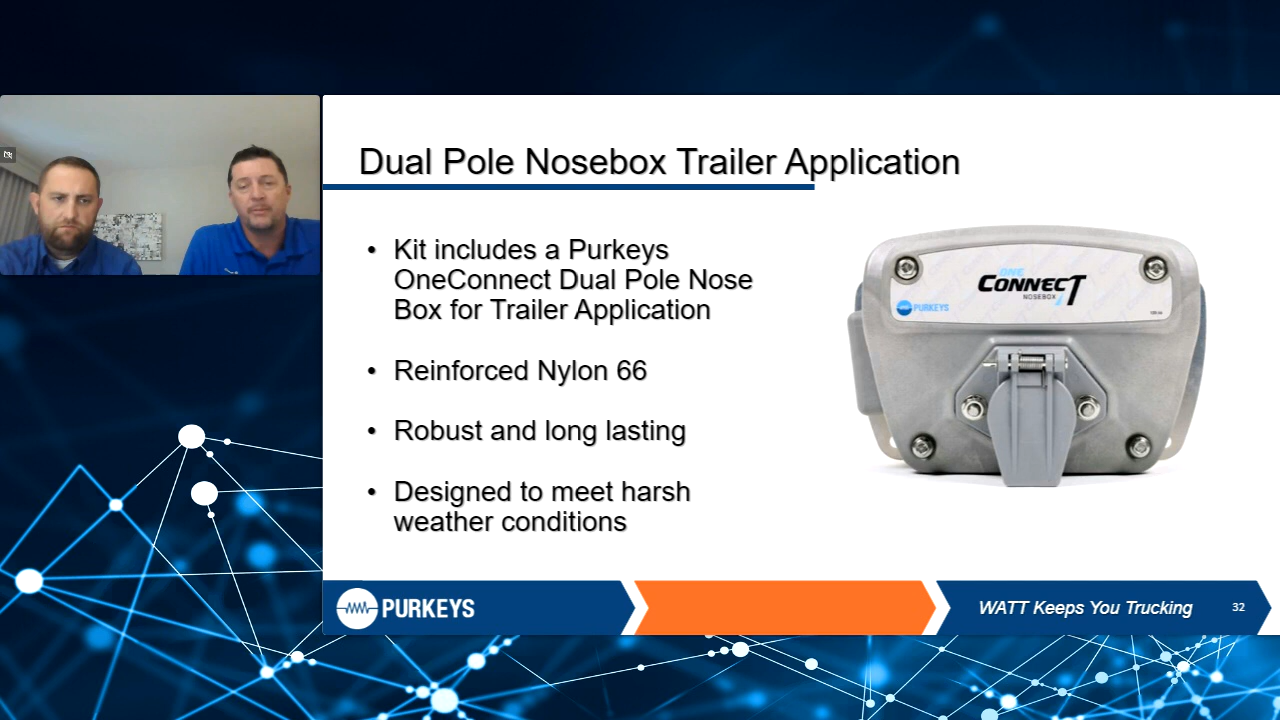 Dual Pole Nosebox Trailer Application
• Kit includes a Purkeys
OneConnect Dual Pole Nose
Box for Trailer Application
• Reinforced Nylon 66
• Robust and long lasting
• Designed to meet harsh
weather conditions
ONE
CONNECT
NOSEBOX
PURKEYS
PURKEYS
WATT Keeps You Trucking
32